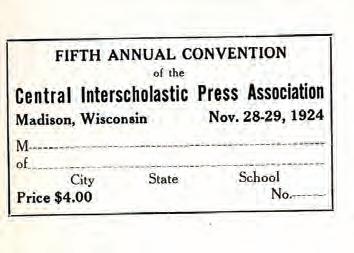 FIFTH ANNUAL CONVENTION
of the
Central Interscholastic Press Association
Madison, Wisconsin Nov. 28-29, 1924
M
of
City State School
Price $4.00 No.